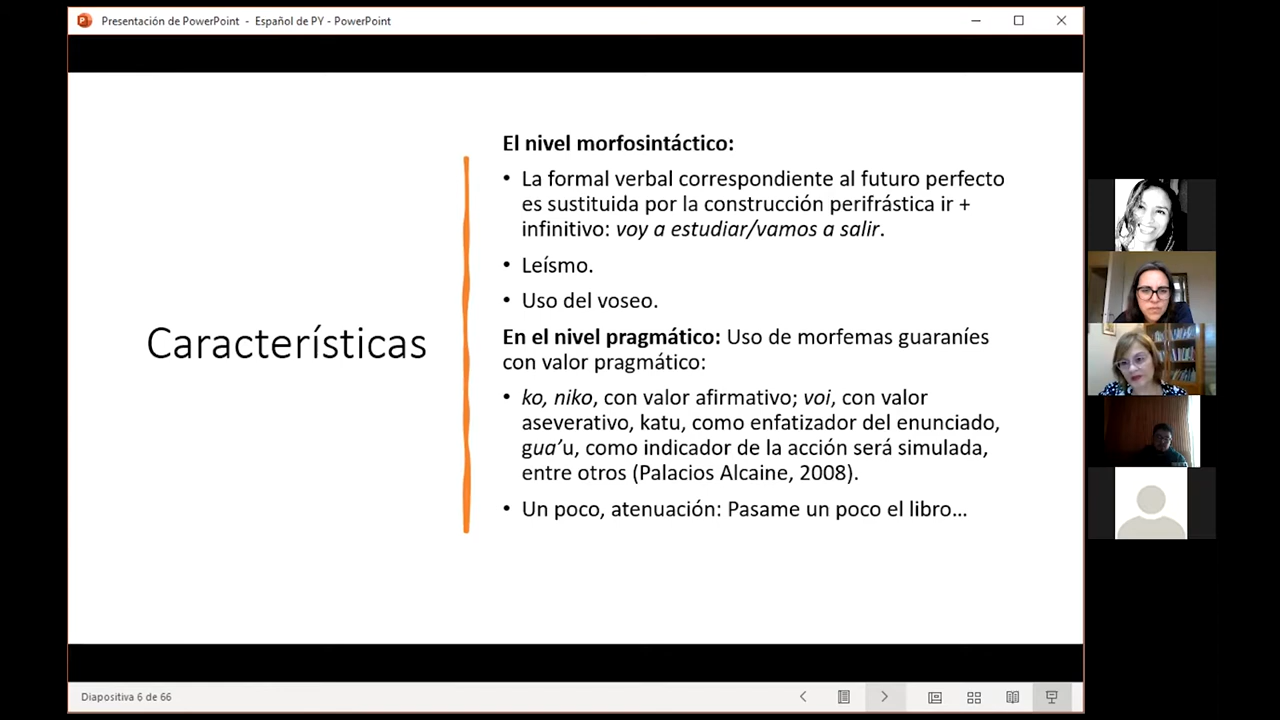 Presentación de PowerPoint - Español de PY - PowerPoint
El nivel morfosintáctico:
• La formal verbal correspondiente al futuro perfecto
es sustituida por la construcción perifrástica ir +
infinitivo: voy a estudiar/vamos a salir.
• Leísmo.
• Uso del voseo.
Características
En el nivel pragmático: Uso de morfemas guaraníes
con valor pragmático:
• ko, niko, con valor afirmativo; voi, con valor
aseverativo, katu, como enfatizador del enunciado,
gua’u, como indicador de la acción será simulada,
entre otros (Palacios Alcaine, 2008).
• Un poco, atenuación: Pasame un poco el libro…
Diapositiva 6 de 66